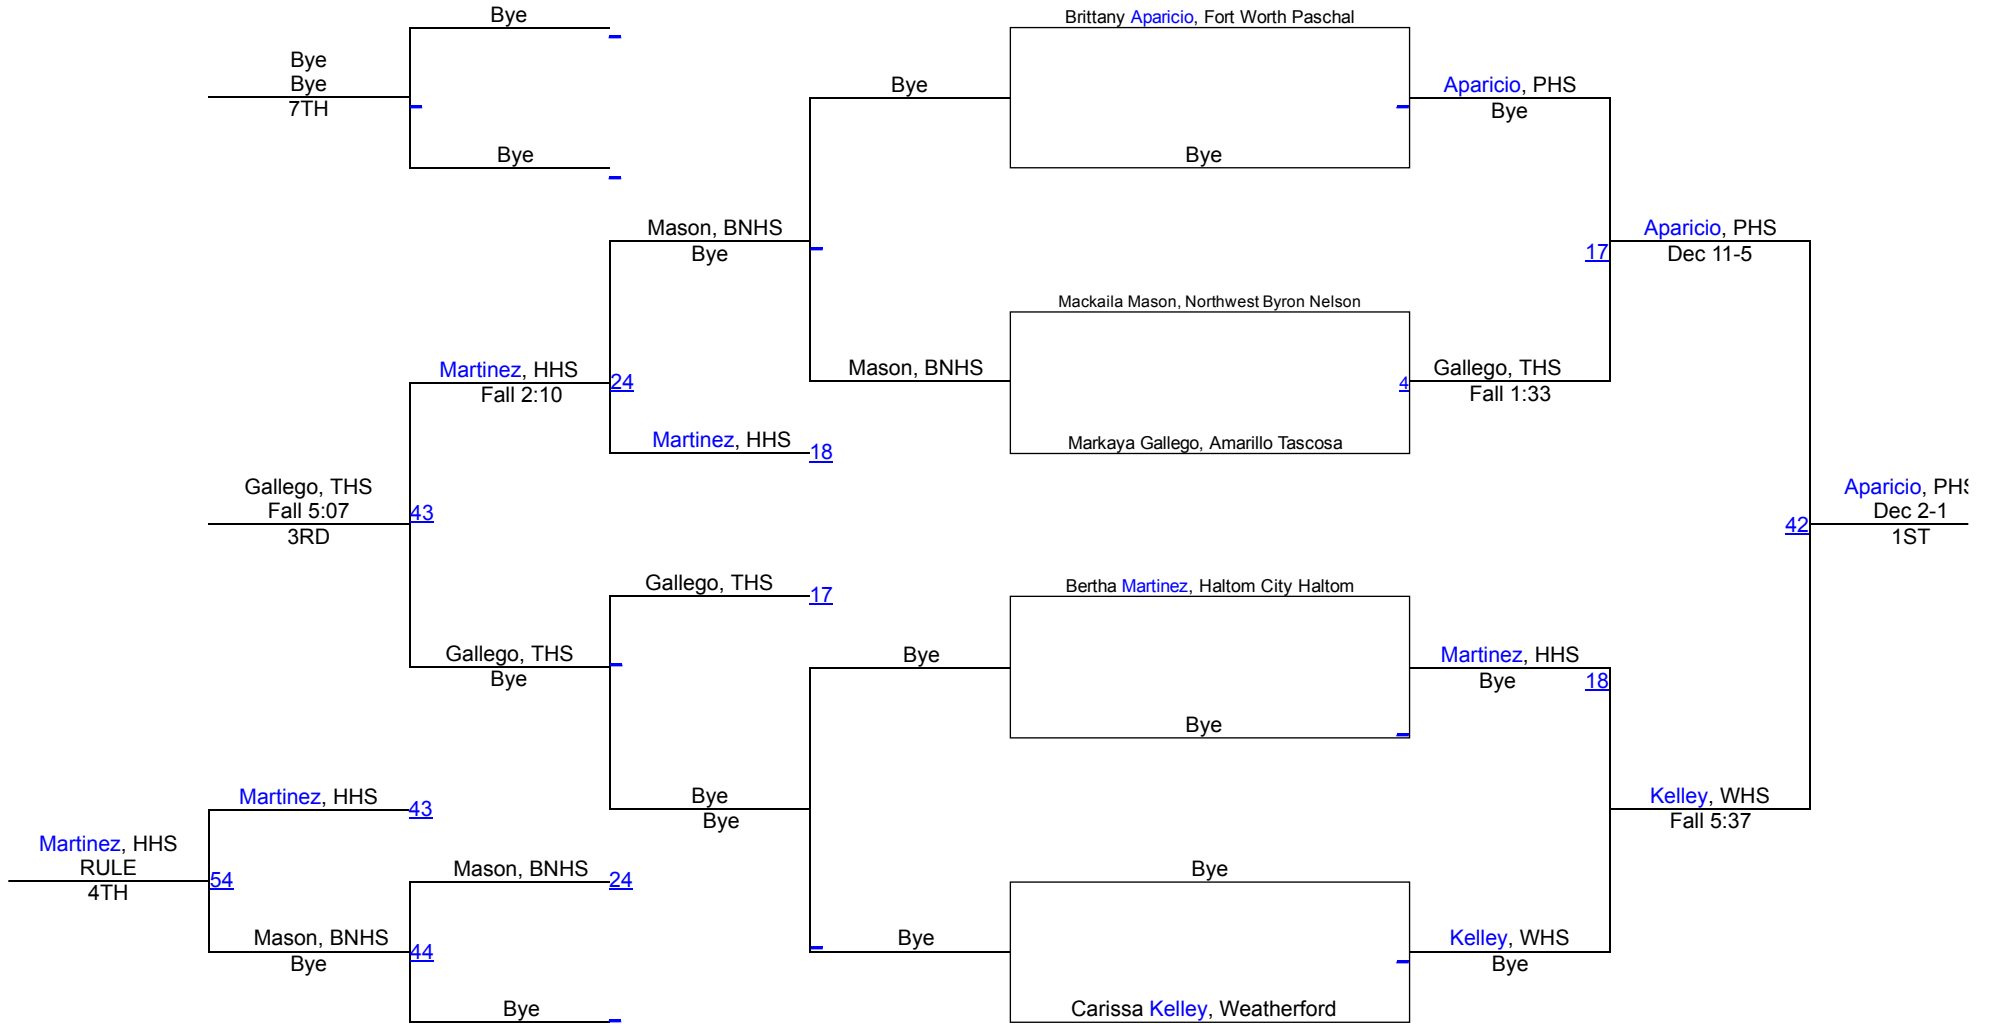 Bye
Brittany Aparicio, Fort Worth Paschal
Bye
Bye
7TH
Bye
Aparicio, PHS
Bye
Bye
Bye
Mason, BNHS
Bye
Aparicio, PHS
17
Dec 11-5
Mackaila Mason, Northwest Byron Nelson
Martinez, HHS
24
Fall 2:10
Mason, BNHS
4
Gallego, THS
Fall 1:33
Martinez, HHS
18
Markaya Gallego, Amarillo Tascosa
Gallego, THS
Fall 5:07
43
3RD
Aparicio, PHS
Dec 2-1
42
1ST
Gallego, THS
17
Bertha Martinez, Haltom City Haltom
Gallego, THS
Bye
Bye
Martinez, HHS
Bye
18
Bye
Martinez, HHS
43
Bye
Bye
Kelley, WHS
Fall 5:37
Martinez, HHS
RULE
54
4TH
Mason, BNHS
24
Bye
Mason, BNHS
44
Bye
Bye
Kelley, WHS
Bye
Bye
Carissa Kelley, Weatherford